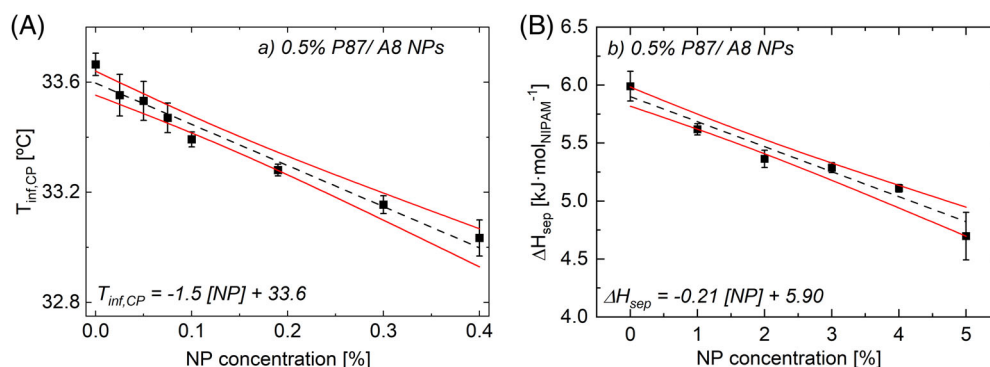 (A)
a) 0.5% P87/ A8 NPs
33.6
33.2
32.8
T_inf,CP [ºC]
T_inf,CP = -1.5 [NP] + 33.6
0.0 0.1 0.2 0.3 0.4
NP concentration [%]
(B)
b) 0.5% P87/ A8 NPs
6.5
6.0
5.5
5.0
4.5
4.0
ΔH_sep [kJ·mol_NIPAM⁻¹]
ΔH_sep = -0.21 [NP] + 5.90
0 1 2 3 4 5
NP concentration [%]